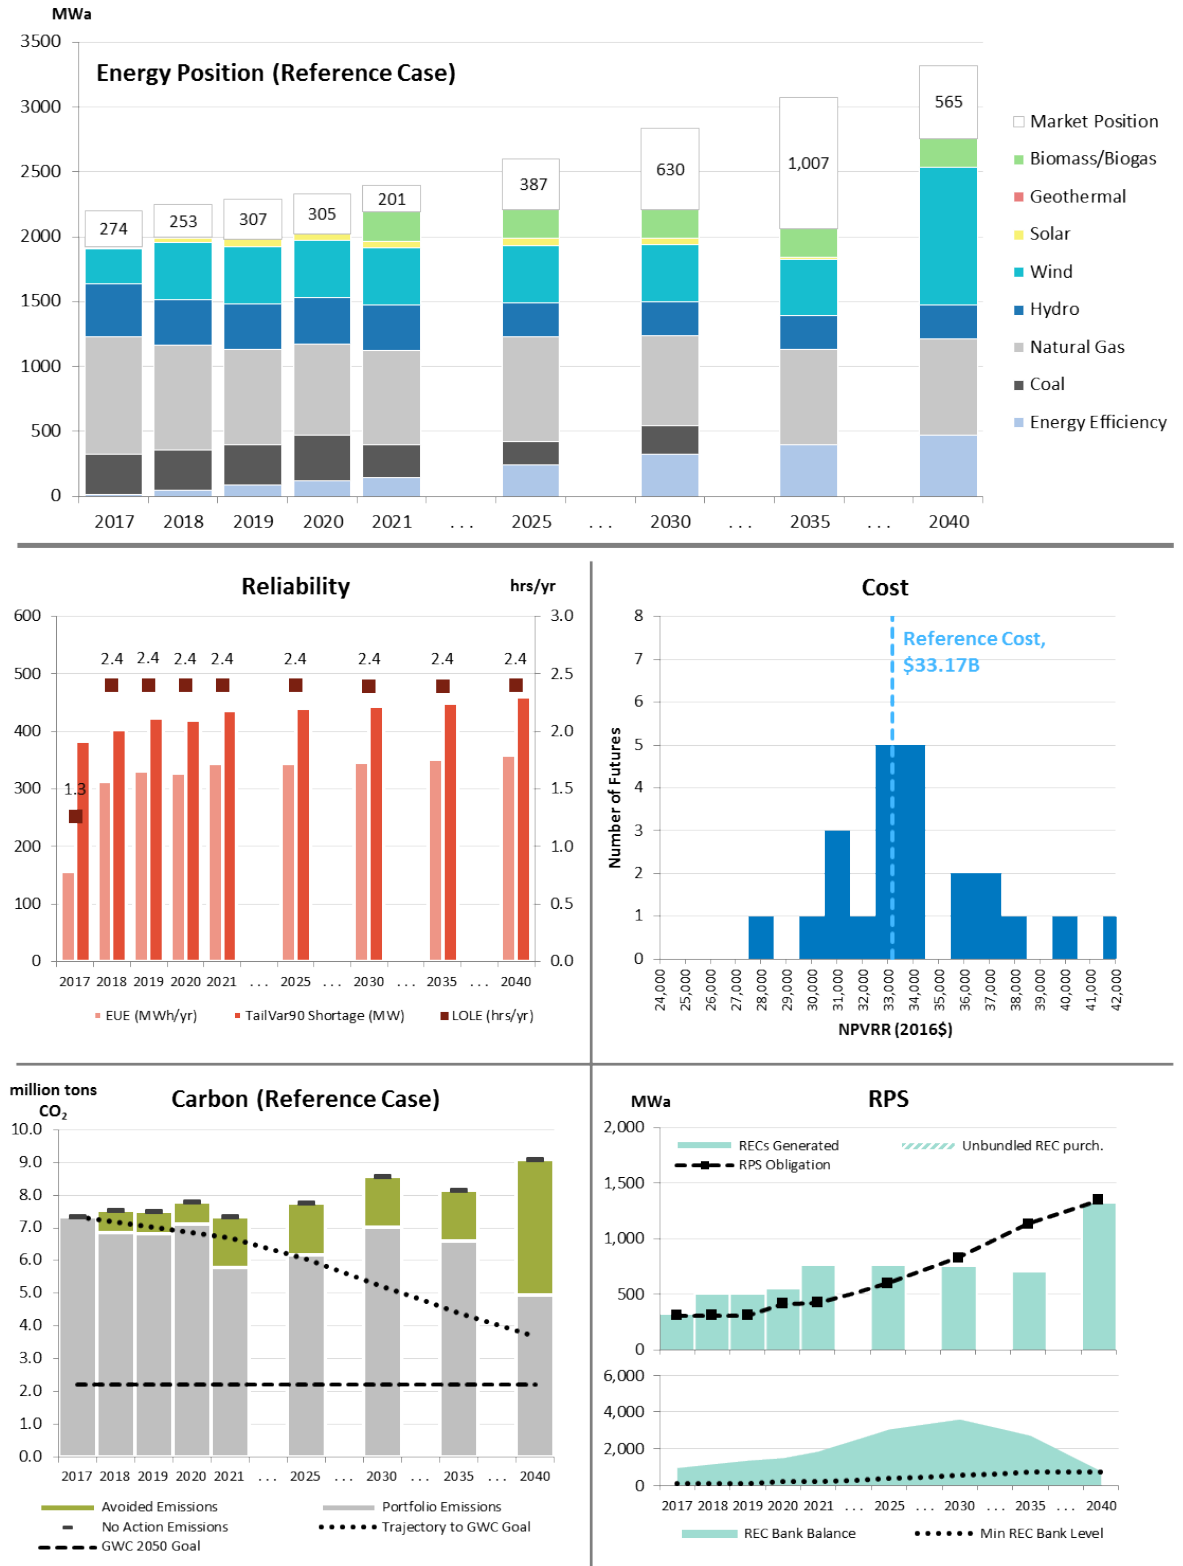 MWa
Energy Position (Reference Case)
3500
3000
2500
2000
1500
1000
500
0
274
253
307
305
201
387
630
1,007
565
2017 2018 2019 2020 2021 ... 2025 ... 2030 ... 2035 ... 2040
Market Position
Biomass/Biogas
Geothermal
Solar
Wind
Hydro
Natural Gas
Coal
Energy Efficiency
Reliability
hrs/yr
600
500
400
300
200
100
0
3.0
2.5
2.0
1.5
1.0
0.5
0.0
1.3
2.4
2.4
2.4
2.4
2.4
2.4
2.4
2.4
2017 2018 2019 2020 2021 ... 2025 ... 2030 ... 2035 ... 2040
EUE (MWh/yr) TailVar90 Shortage (MW) LOLE (hrs/yr)
Cost
Reference Cost,
$33.17B
Number of Futures
8
7
6
5
4
3
2
1
0
24,000
25,000
26,000
27,000
28,000
29,000
30,000
31,000
32,000
33,000
34,000
35,000
36,000
37,000
38,000
39,000
40,000
41,000
42,000
NPVRR (2016$)
million tons
CO₂
Carbon (Reference Case)
10.0
9.0
8.0
7.0
6.0
5.0
4.0
3.0
2.0
1.0
0.0
2017 2018 2019 2020 2021 ... 2025 ... 2030 ... 2035 ... 2040
Avoided Emissions Portfolio Emissions
No Action Emissions Trajectory to GWC Goal
GWC 2050 Goal
MWa
RPS
2,000
1,500
1,000
500
0
RECs Generated Unbundled REC purch.
RPS Obligation
6,000
4,000
2,000
0
2017 2018 2019 2020 2021 ... 2025 ... 2030 ... 2035 ... 2040
REC Bank Balance Min REC Bank Level